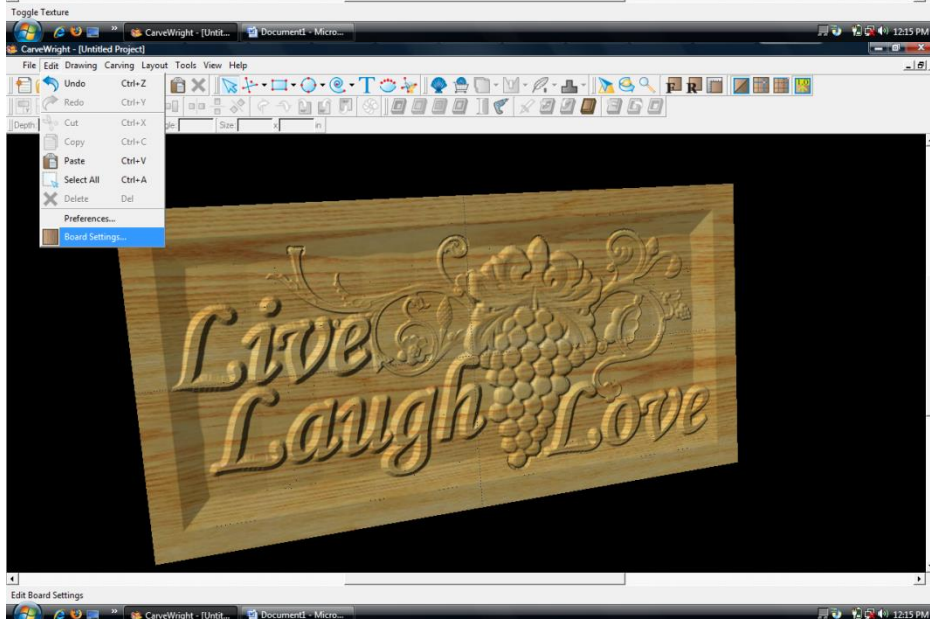 Toggle Texture
CarveWright - [Untit... Document1 - Micro... 12:15 PM
CarveWright - [Untitled Project]
File Edit Drawing Carving Layout Tools View Help
Undo Ctrl+Z
Redo Ctrl+Y
Cut Ctrl+X
Copy Ctrl+C
Paste Ctrl+V
Select All Ctrl+A
Delete Del
Preferences...
Board Settings...
Depth Size x in
Live
Laugh
Love
Edit Board Settings
CarveWright - [Untit... Document1 - Micro... 12:15 PM